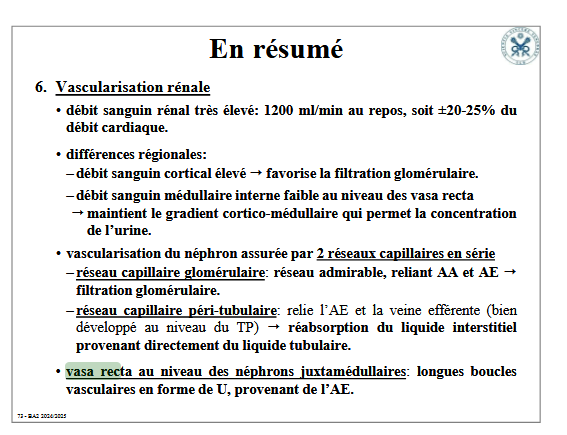 En résumé
6. Vascularisation rénale
• débit sanguin rénal très élevé: 1200 ml/min au repos, soit ±20-25% du
débit cardiaque.
• différences régionales:
– débit sanguin cortical élevé → favorise la filtration glomérulaire.
– débit sanguin médullaire interne faible au niveau des vasa recta
→ maintient le gradient cortico-médullaire qui permet la concentration
de l’urine.
• vascularisation du néphron assurée par 2 réseaux capillaires en série
– réseau capillaire glomérulaire: réseau admirable, reliant AA et AE →
filtration glomérulaire.
– réseau capillaire péri-tubulaire: relie l’AE et la veine efférente (bien
développé au niveau du TP) → réabsorption du liquide interstitiel
provenant directement du liquide tubulaire.
• vasa recta au niveau des néphrons juxtamédullaires: longues boucles
vasculaires en forme de U, provenant de l’AE.
73 - BA2 2024/2025